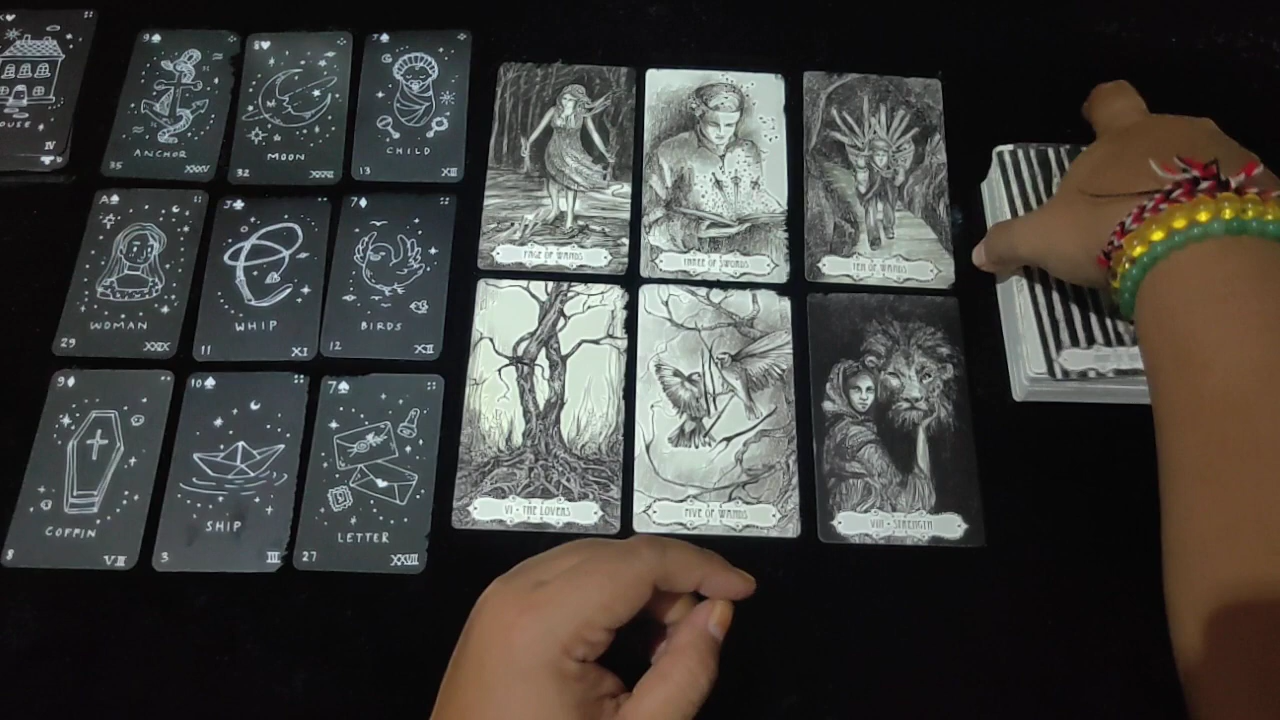 OUSE
IV
9
ANCHOR
35 XXXV
8
MOON
32 XXXII
J
CHILD
13 XIII
A
WOMAN
29 XXIX
J
WHIP
11 XI
7
BIRDS
12 XII
9
COFFIN
8 VIII
10
SHIP
3 III
7
LETTER
27 XXVII
PAGE OF WANDS
THREE OF SWORDS
TEN OF WANDS
VI • THE LOVERS
FIVE OF WANDS
VIII • STRENGTH